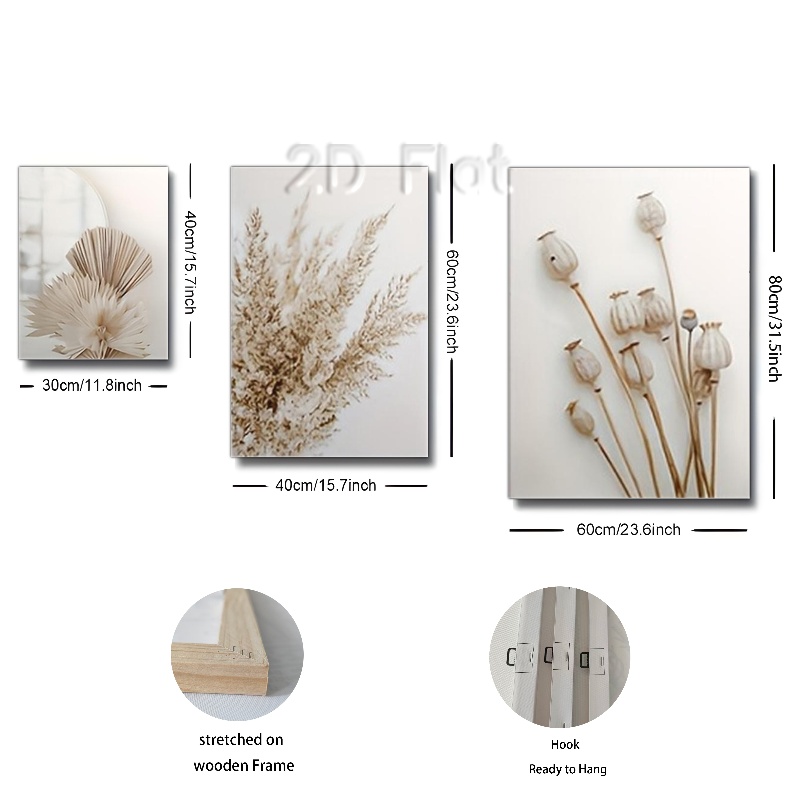 2D Flat
40cm/15.7inch
30cm/11.8inch
60cm/23.6inch
40cm/15.7inch
80cm/31.5inch
60cm/23.6inch
stretched on
wooden Frame
Hook
Ready to Hang